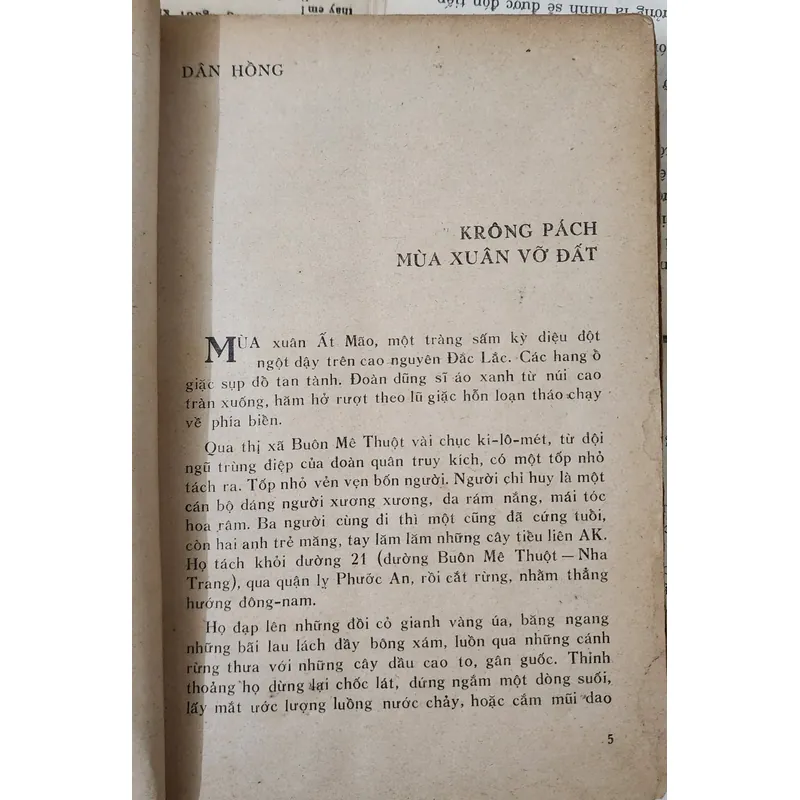 thay em!
ường là mình sẽ được đón tiếp
DÂN HỒNG
KRÔNG PÁCH
MÙA XUÂN VỠ ĐẤT
MÙA xuân Ất Mão, một tràng sấm kỳ diệu đột
ngột dậy trên cao nguyên Đắc Lắc. Các hang ổ
giặc sụp đổ tan tành. Đoàn dũng sĩ áo xanh từ núi cao
tràn xuống, hăm hở rượt theo lũ giặc hỗn loạn tháo chạy
về phía biển.
Qua thị xã Buôn Mê Thuột vài chục ki-lô-mét, từ đội
ngũ trùng điệp của đoàn quân truy kích, có một tốp nhỏ
tách ra. Tốp nhỏ vẻn vẹn bốn người. Người chỉ huy là một
cán bộ dáng người xương xương, da rám nắng, mái tóc
hoa râm. Ba người cùng đi thì một cũng đã cứng tuổi,
còn hai anh trẻ măng, tay lăm lăm những cây tiểu liên AK.
Họ tách khỏi đường 21 (đường Buôn Mê Thuột — Nha
Trang), qua quận lỵ Phước An, rồi cắt rừng, nhằm thẳng
hướng đông-nam.
Họ đạp lên những đồi cỏ gianh vàng úa, băng ngang
những bãi lau lách đầy bông xám, luồn qua những cánh
rừng thưa với những cây dầu cao to, gân guốc. Thỉnh
thoảng họ dừng lại chốc lát, đứng ngắm một dòng suối,
lấy mắt ước lượng luồng nước chảy, hoặc cắm mũi dao
5